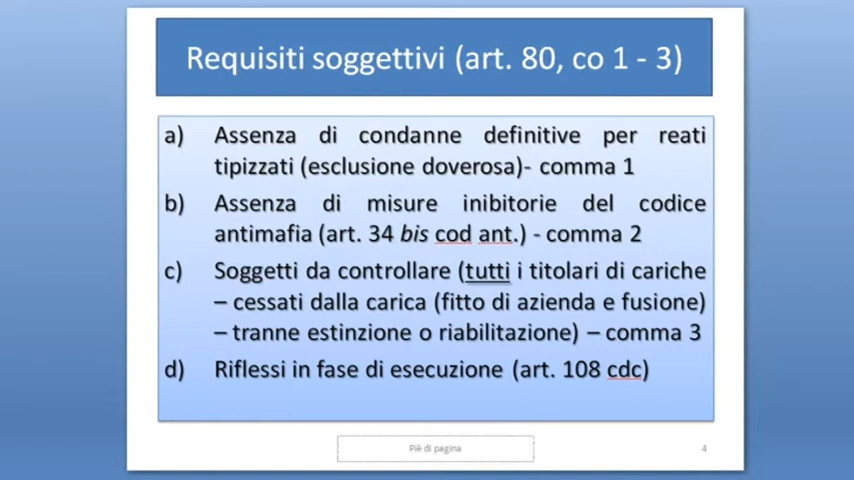 Requisiti soggettivi (art. 80, co 1 - 3)
a) Assenza di condanne definitive per reati
tipizzati (esclusione doverosa)- comma 1
b) Assenza di misure inibitorie del codice
antimafia (art. 34 bis cod ant.) - comma 2
c) Soggetti da controllare (tutti i titolari di cariche
– cessati dalla carica (fitto di azienda e fusione)
– tranne estinzione o riabilitazione) – comma 3
d) Riflessi in fase di esecuzione (art. 108 cdc)
Piè di pagina
4